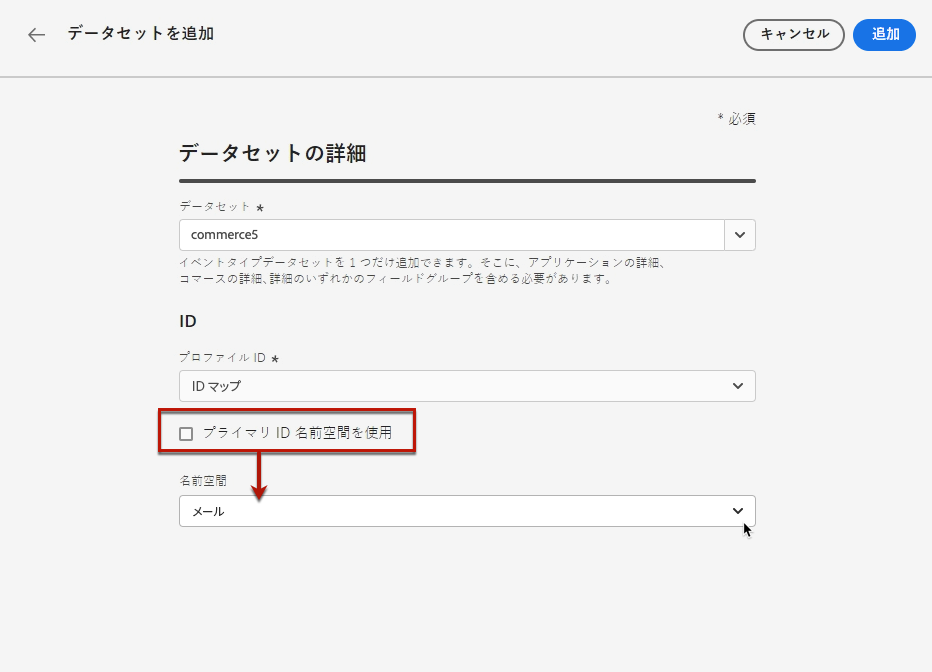 データセットを追加
キャンセル
追加
* 必須
データセットの詳細
データセット *
commerce5
イベントタイプデータセットを 1 つだけ追加できます。そこに、アプリケーションの詳細、
コマースの詳細、詳細のいずれかのフィールドグループを含める必要があります。
ID
プロファイル ID *
ID マップ
プライマリ ID 名前空間を使用
名前空間
メール